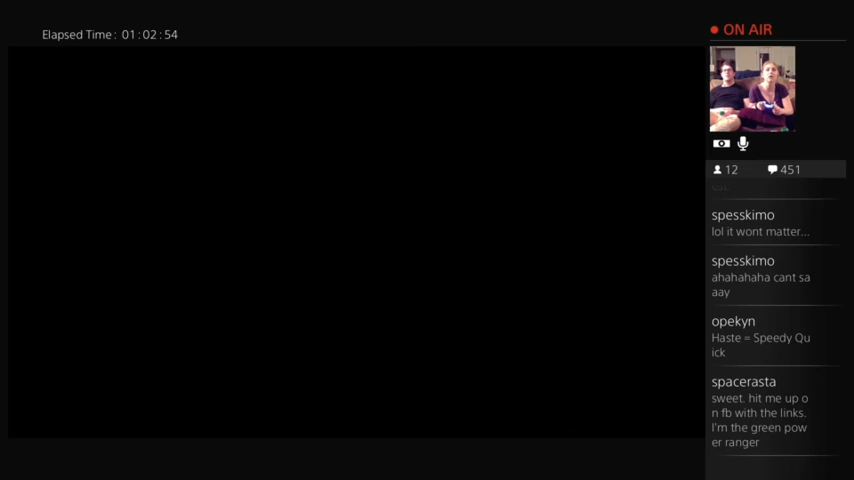 Elapsed Time: 01:02:54
ON AIR
12 451
spesskimo
lol it wont matter...
spesskimo
ahahahaha cant sa
aay
opekyn
Haste = Speedy Qu
ick
spacerasta
sweet. hit me up o
n fb with the links.
I'm the green pow
er ranger